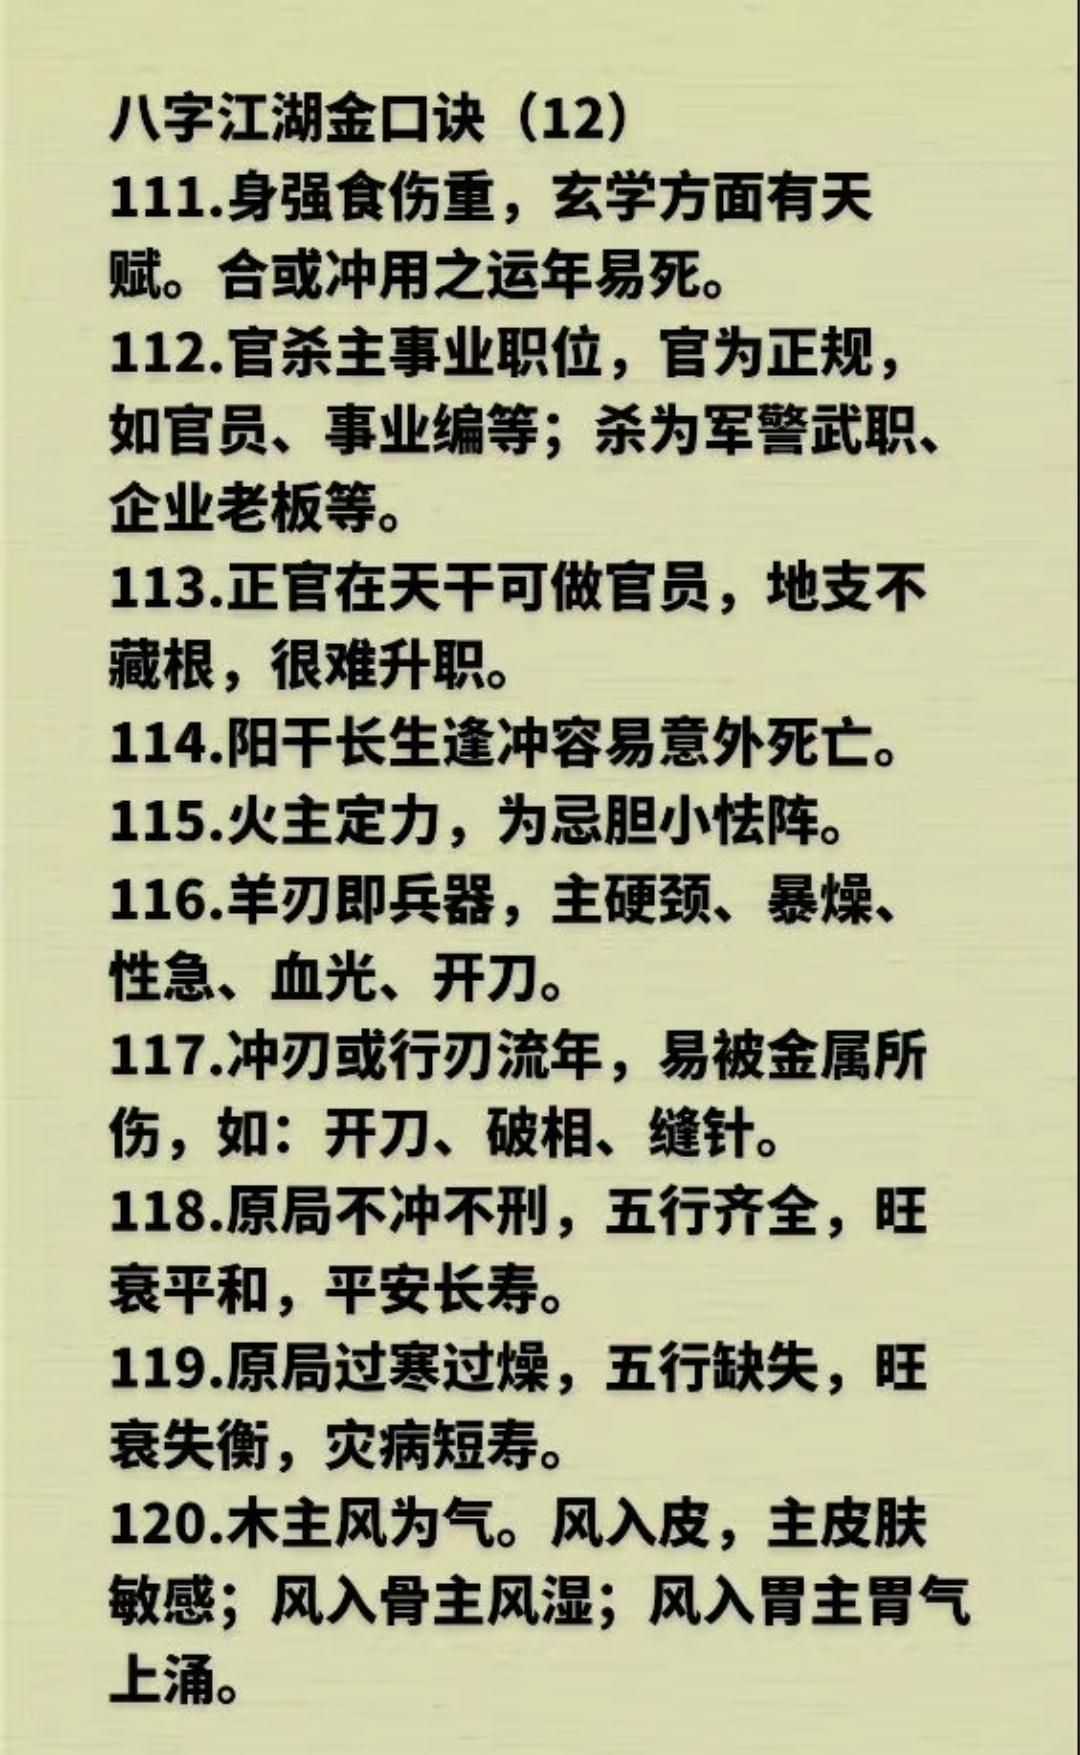 八字江湖金口诀（12）
111.身强食伤重，玄学方面有天
赋。合或冲用之运年易死。
112.官杀主事业职位，官为正规，
如官员、事业编等；杀为军警武职、
企业老板等。
113.正官在天干可做官员，地支不
藏根，很难升职。
114.阳干长生逢冲容易意外死亡。
115.火主定力，为忌胆小怯阵。
116.羊刃即兵器，主硬颈、暴燥、
性急、血光、开刀。
117.冲刃或行刃流年，易被金属所
伤，如：开刀、破相、缝针。
118.原局不冲不刑，五行齐全，旺
衰平和，平安长寿。
119.原局过寒过燥，五行缺失，旺
衰失衡，灾病短寿。
120.木主风为气。风入皮，主皮肤
敏感；风入骨主风湿；风入胃主胃气
上涌。